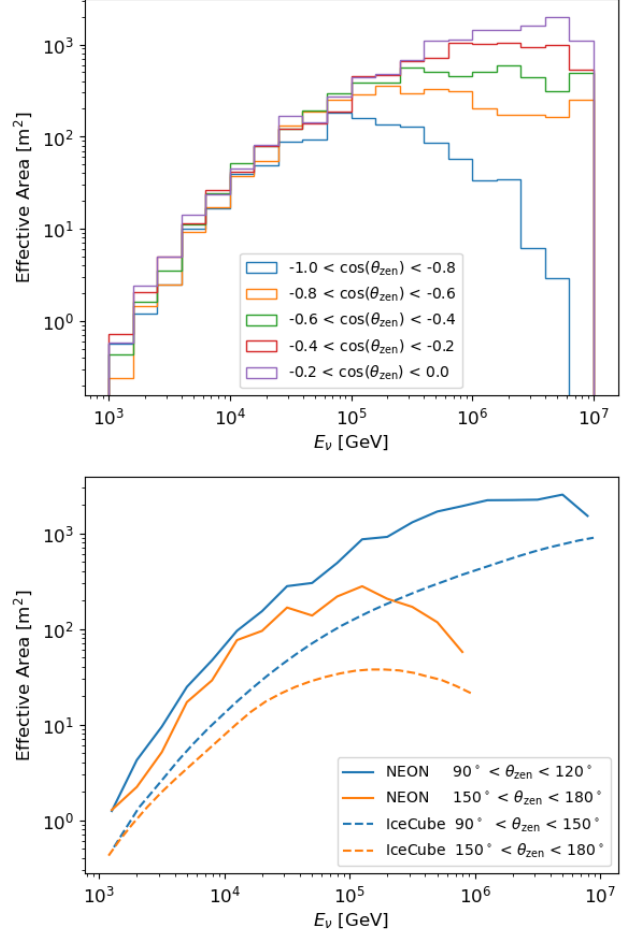 Effective Area [m²]
10³
10²
10¹
10⁰
-1.0 < cos(θzen) < -0.8
-0.8 < cos(θzen) < -0.6
-0.6 < cos(θzen) < -0.4
-0.4 < cos(θzen) < -0.2
-0.2 < cos(θzen) < 0.0
10³ 10⁴ 10⁵ 10⁶ 10⁷
Eν [GeV]
Effective Area [m²]
10³
10²
10¹
10⁰
NEON 90° < θzen < 120°
NEON 150° < θzen < 180°
IceCube 90° < θzen < 150°
IceCube 150° < θzen < 180°
10³ 10⁴ 10⁵ 10⁶ 10⁷
Eν [GeV]